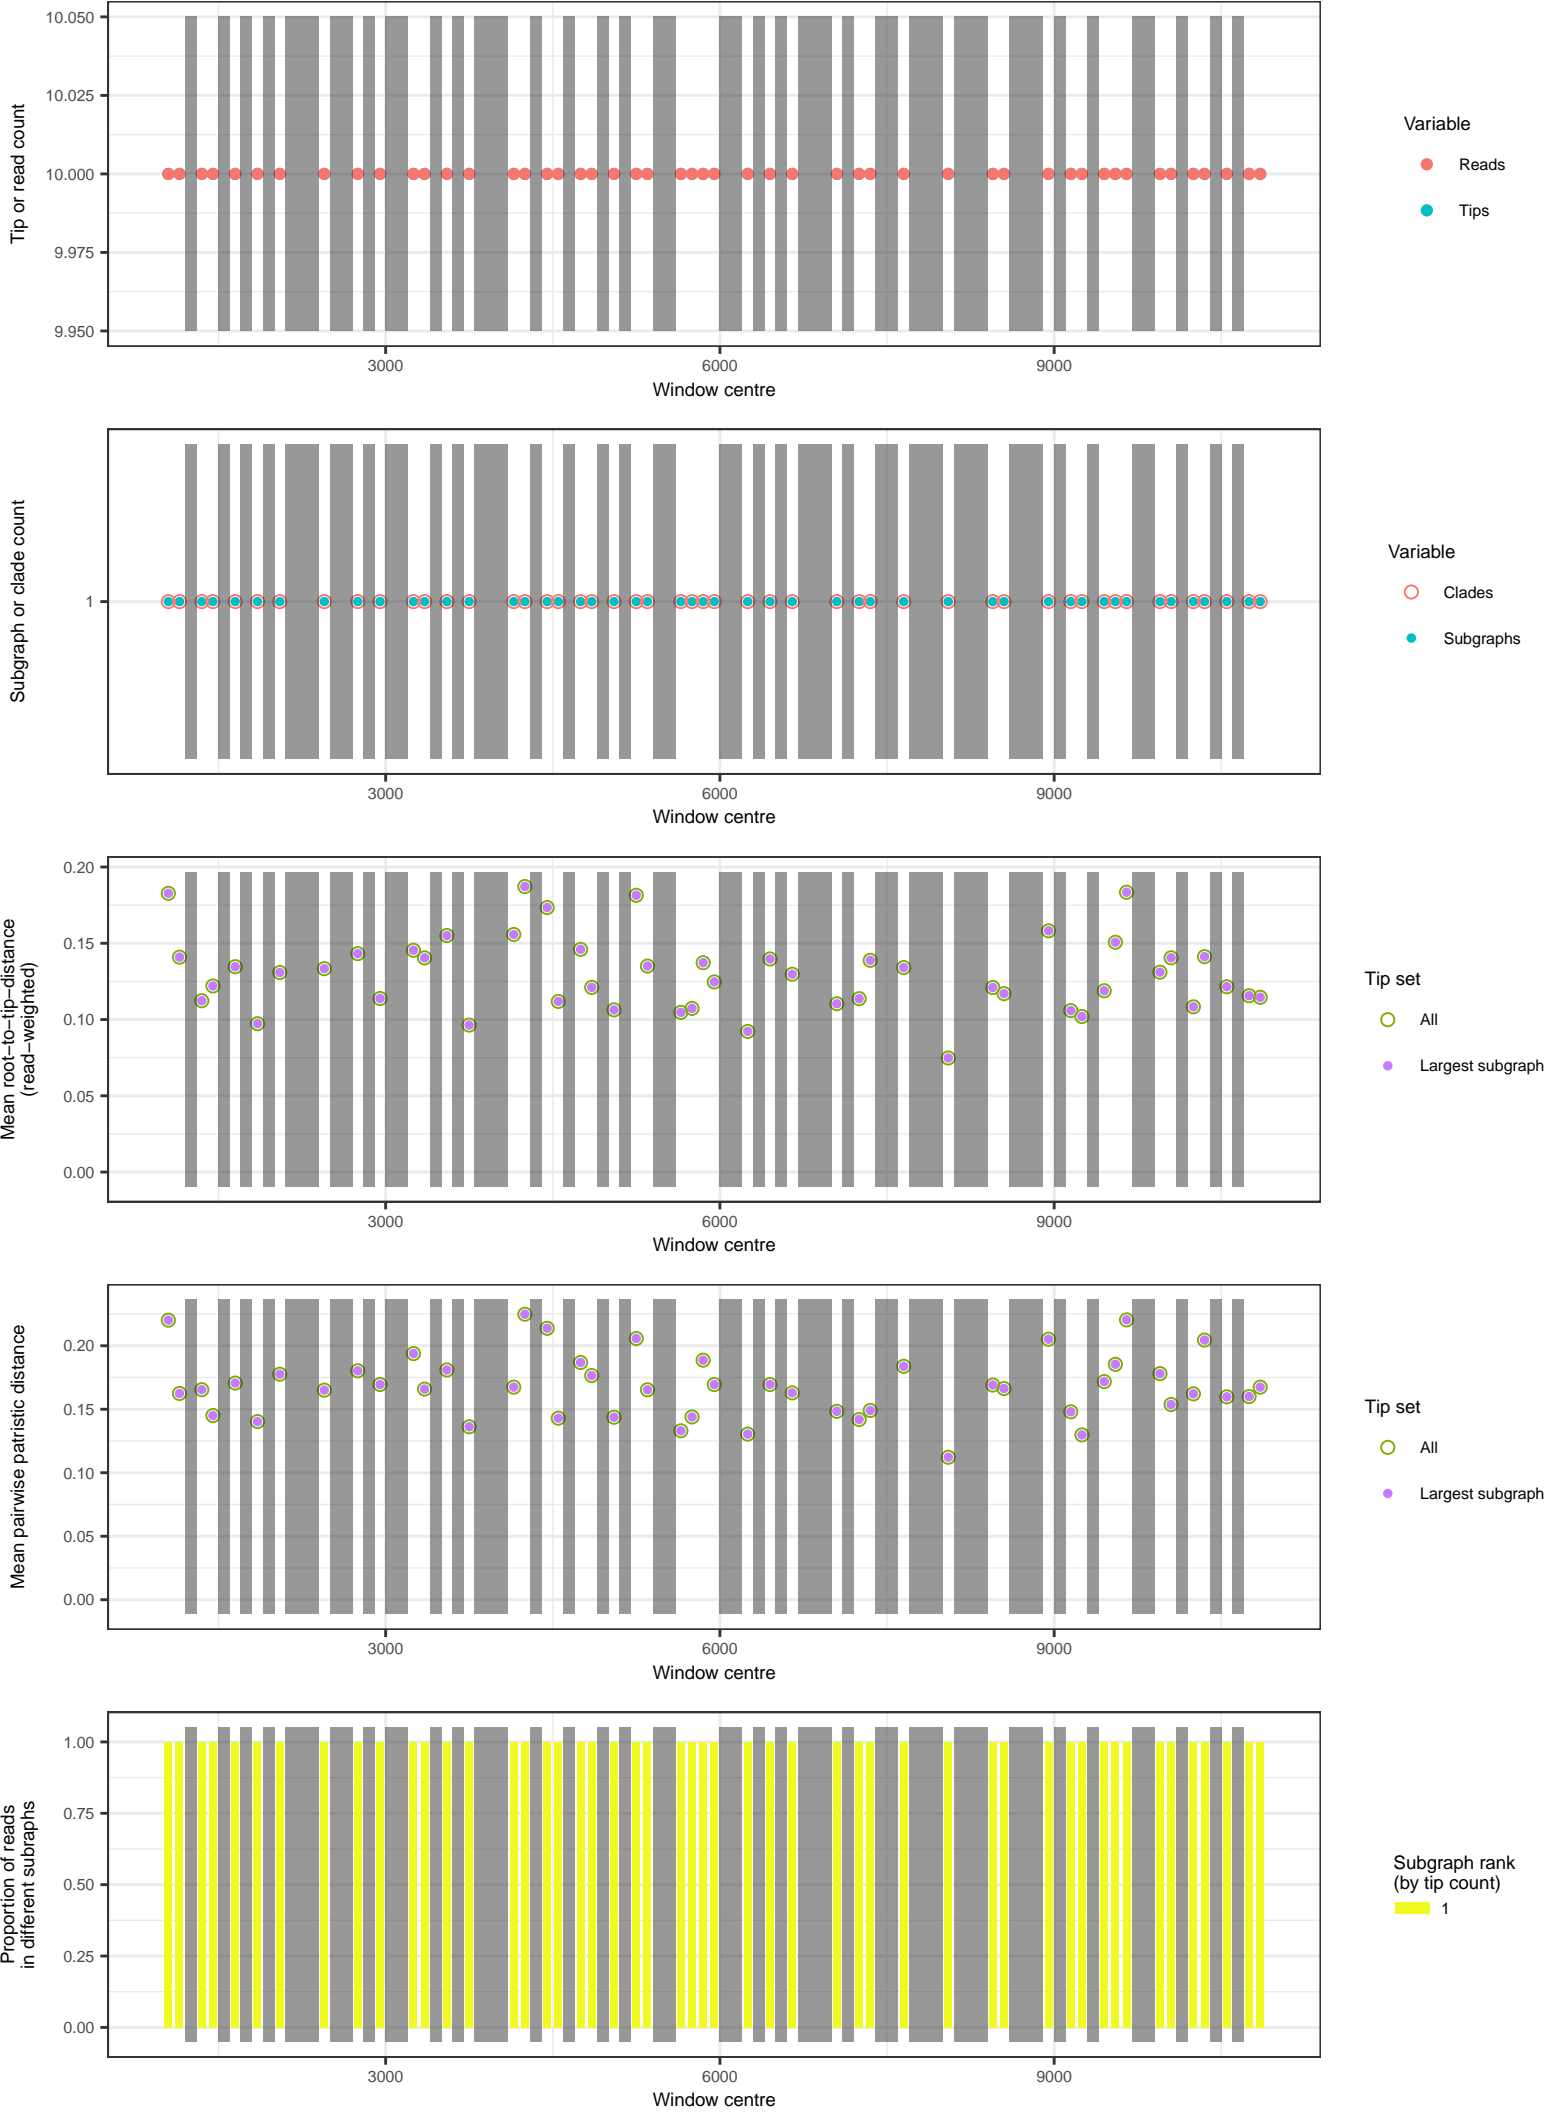 10.050
10.025
10.000
9.975
9.950
Tip or read count
3000
6000
9000
Window centre
Variable
Reads
Tips
1
Subgraph or clade count
3000
6000
9000
Window centre
Variable
Clades
Subgraphs
0.20
0.15
0.10
0.05
0.00
Mean root−to−tip−distance
(read−weighted)
3000
6000
9000
Window centre
Tip set
All
Largest subgraph
0.20
0.15
0.10
0.05
0.00
Mean pairwise patristic distance
3000
6000
9000
Window centre
Tip set
All
Largest subgraph
1.00
0.75
0.50
0.25
0.00
Proportion of reads
in different subraphs
3000
6000
9000
Window centre
Subgraph rank
(by tip count)
1